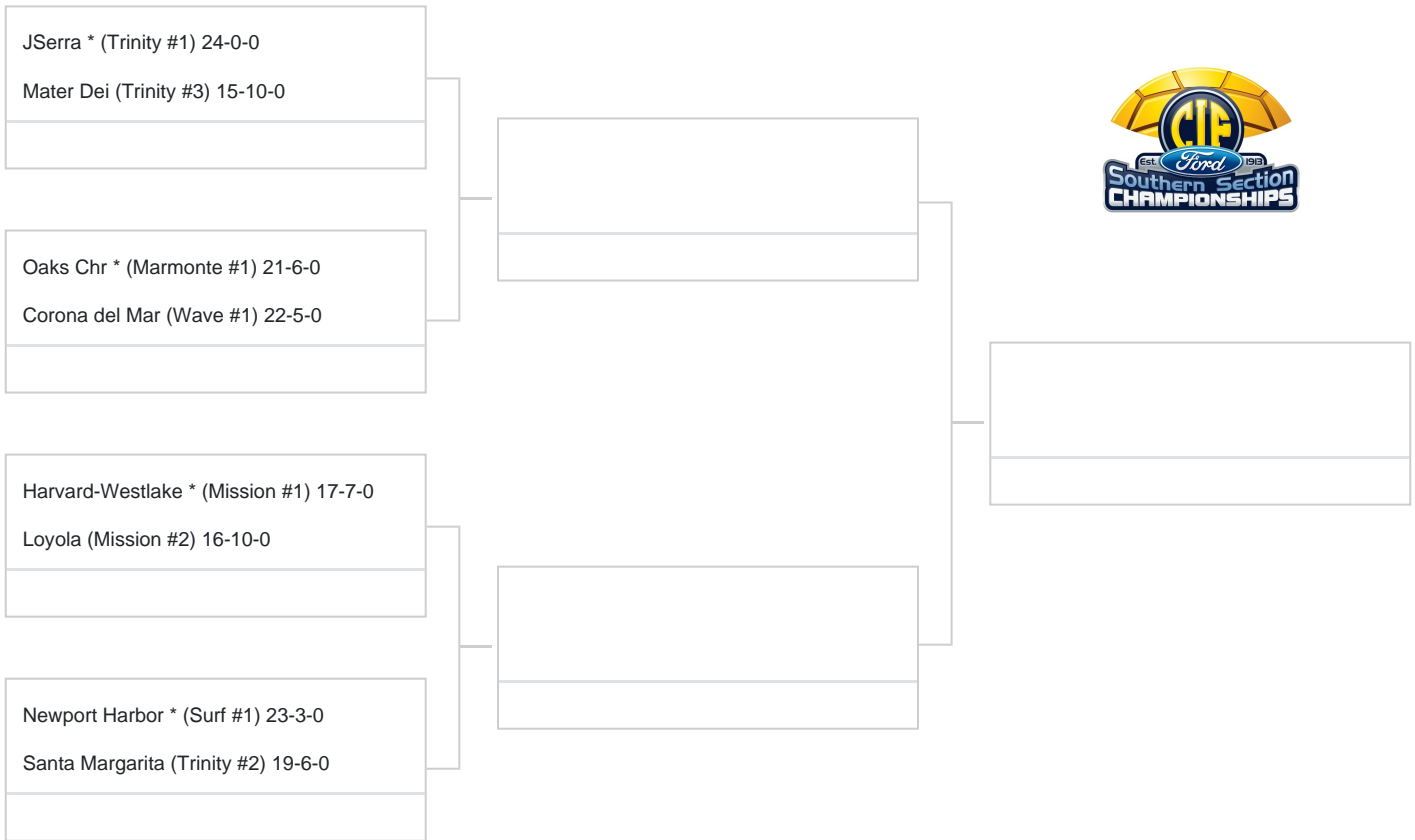 JSerra * (Trinity #1) 24-0-0
Mater Dei (Trinity #3) 15-10-0
Oaks Chr * (Marmonte #1) 21-6-0
Corona del Mar (Wave #1) 22-5-0
Harvard-Westlake * (Mission #1) 17-7-0
Loyola (Mission #2) 16-10-0
Newport Harbor * (Surf #1) 23-3-0
Santa Margarita (Trinity #2) 19-6-0
CIF
Est. Ford 1913
Southern Section
CHAMPIONSHIPS